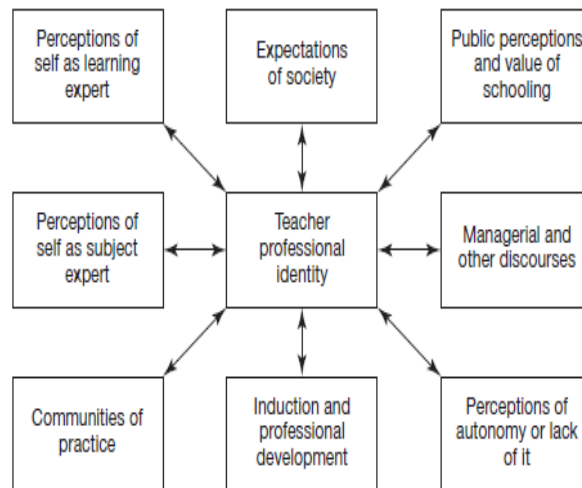 Perceptions of
self as learning
expert
Expectations
of society
Public perceptions
and value of
schooling
Perceptions of
self as subject
expert
Teacher
professional
identity
Managerial and
other discourses
Communities of
practice
Induction and
professional
development
Perceptions of
autonomy or lack
of it